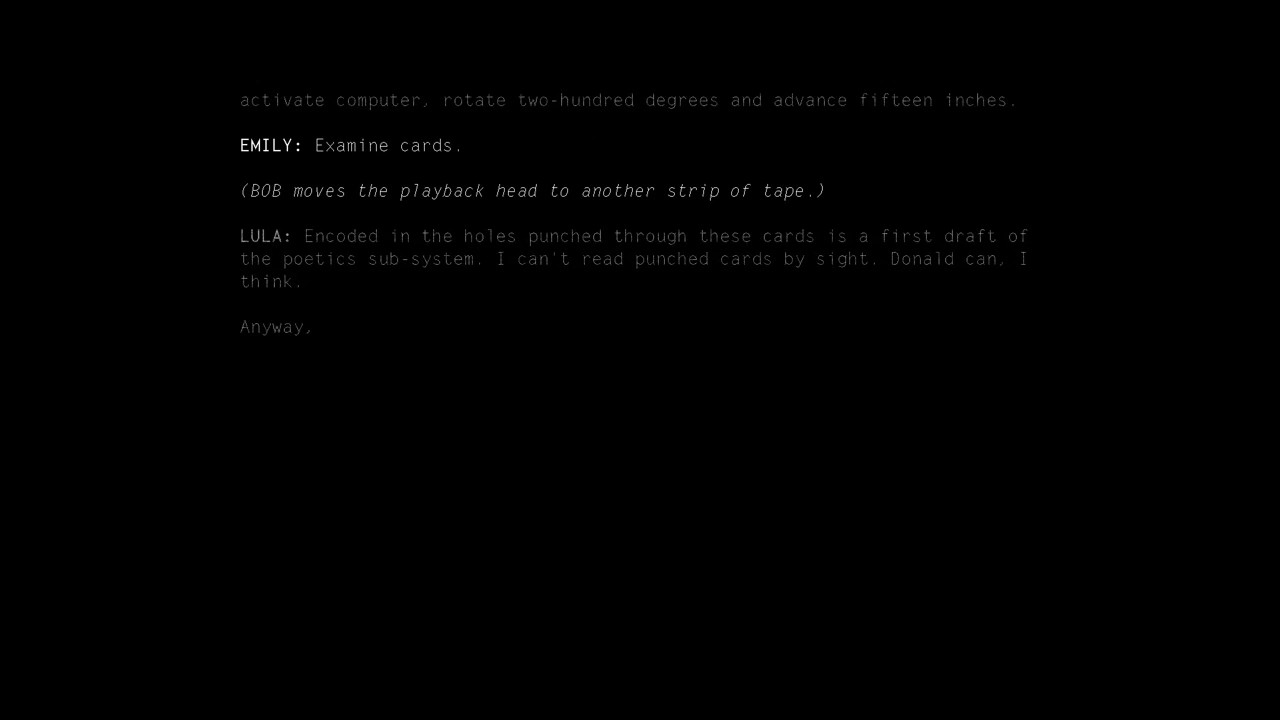 activate computer, rotate two-hundred degrees and advance fifteen inches.
EMILY: Examine cards.
(BOB moves the playback head to another strip of tape.)
LULA: Encoded in the holes punched through these cards is a first draft of
the poetics sub-system. I can't read punched cards by sight. Donald can, I
think.
Anyway,